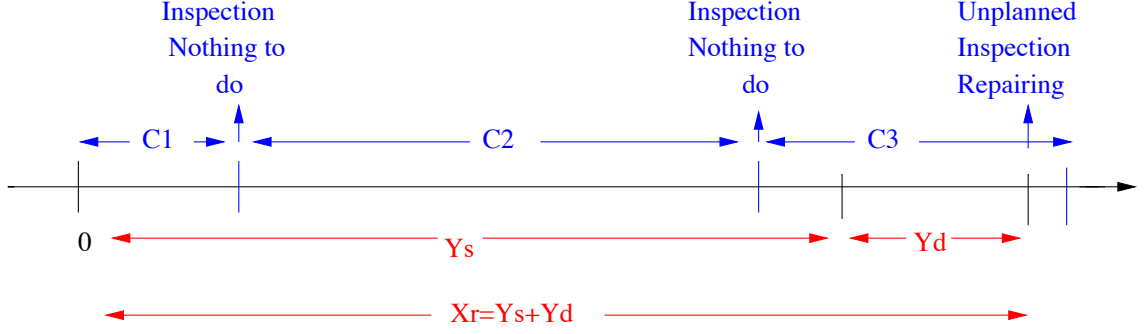 Inspection
Nothing to
do
Inspection
Nothing to
do
Unplanned
Inspection
Repairing
C1
C2
C3
0
Ys
Yd
Xr=Ys+Yd